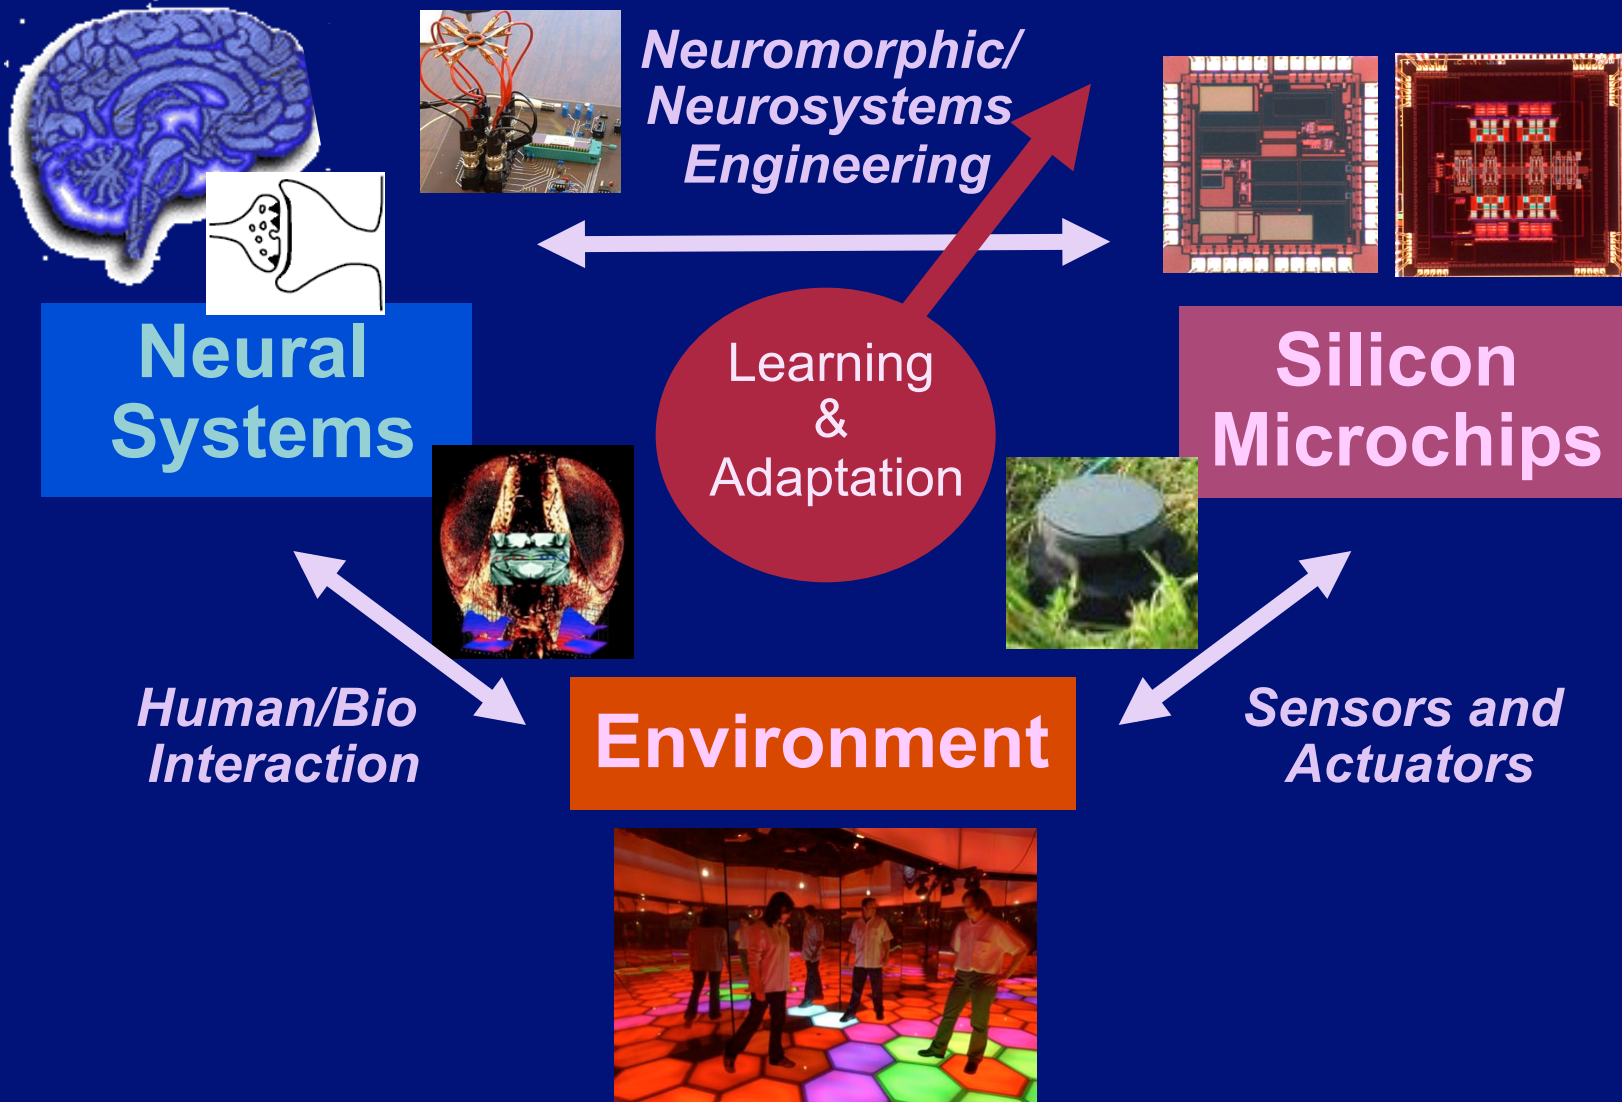 Neuromorphic/
Neurosystems
Engineering
Neural
Systems
Learning
&
Adaptation
Silicon
Microchips
Human/Bio
Interaction
Environment
Sensors and
Actuators